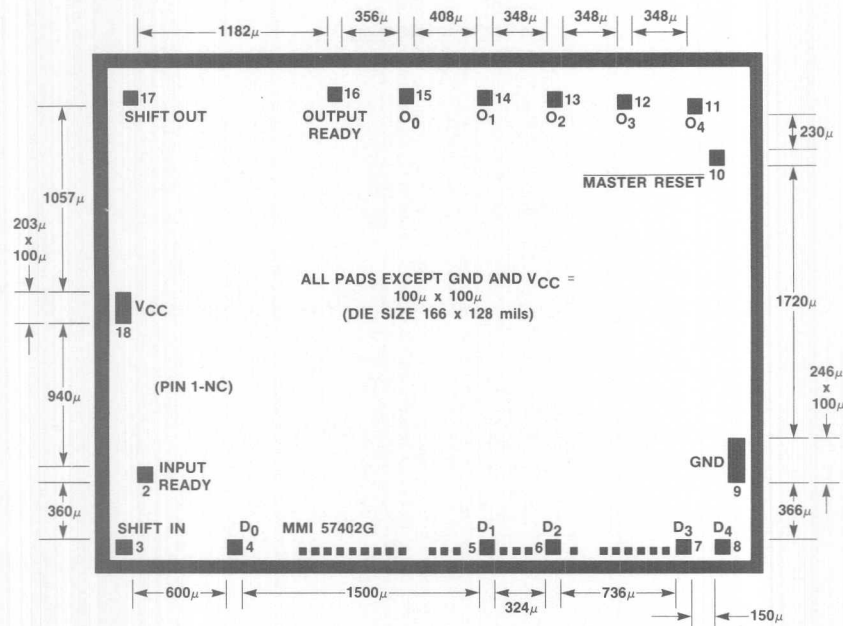 356μ 408μ 348μ 348μ 348μ
1182μ
17 16 15 14 13 12 11
SHIFT OUT OUTPUT READY O0 O1 O2 O3 O4
230μ
MASTER RESET 10
1057μ
203μ
x
100μ
ALL PADS EXCEPT GND AND VCC =
100μ x 100μ
(DIE SIZE 166 x 128 mils)
1720μ
VCC
18
(PIN 1-NC)
940μ
246μ
x
100μ
INPUT
READY
2
GND
9
360μ
366μ
SHIFT IN D0 MMI 57402G D1 D2 D3 D4
3 4 5 6 7 8
600μ 1500μ 324μ 736μ 150μ